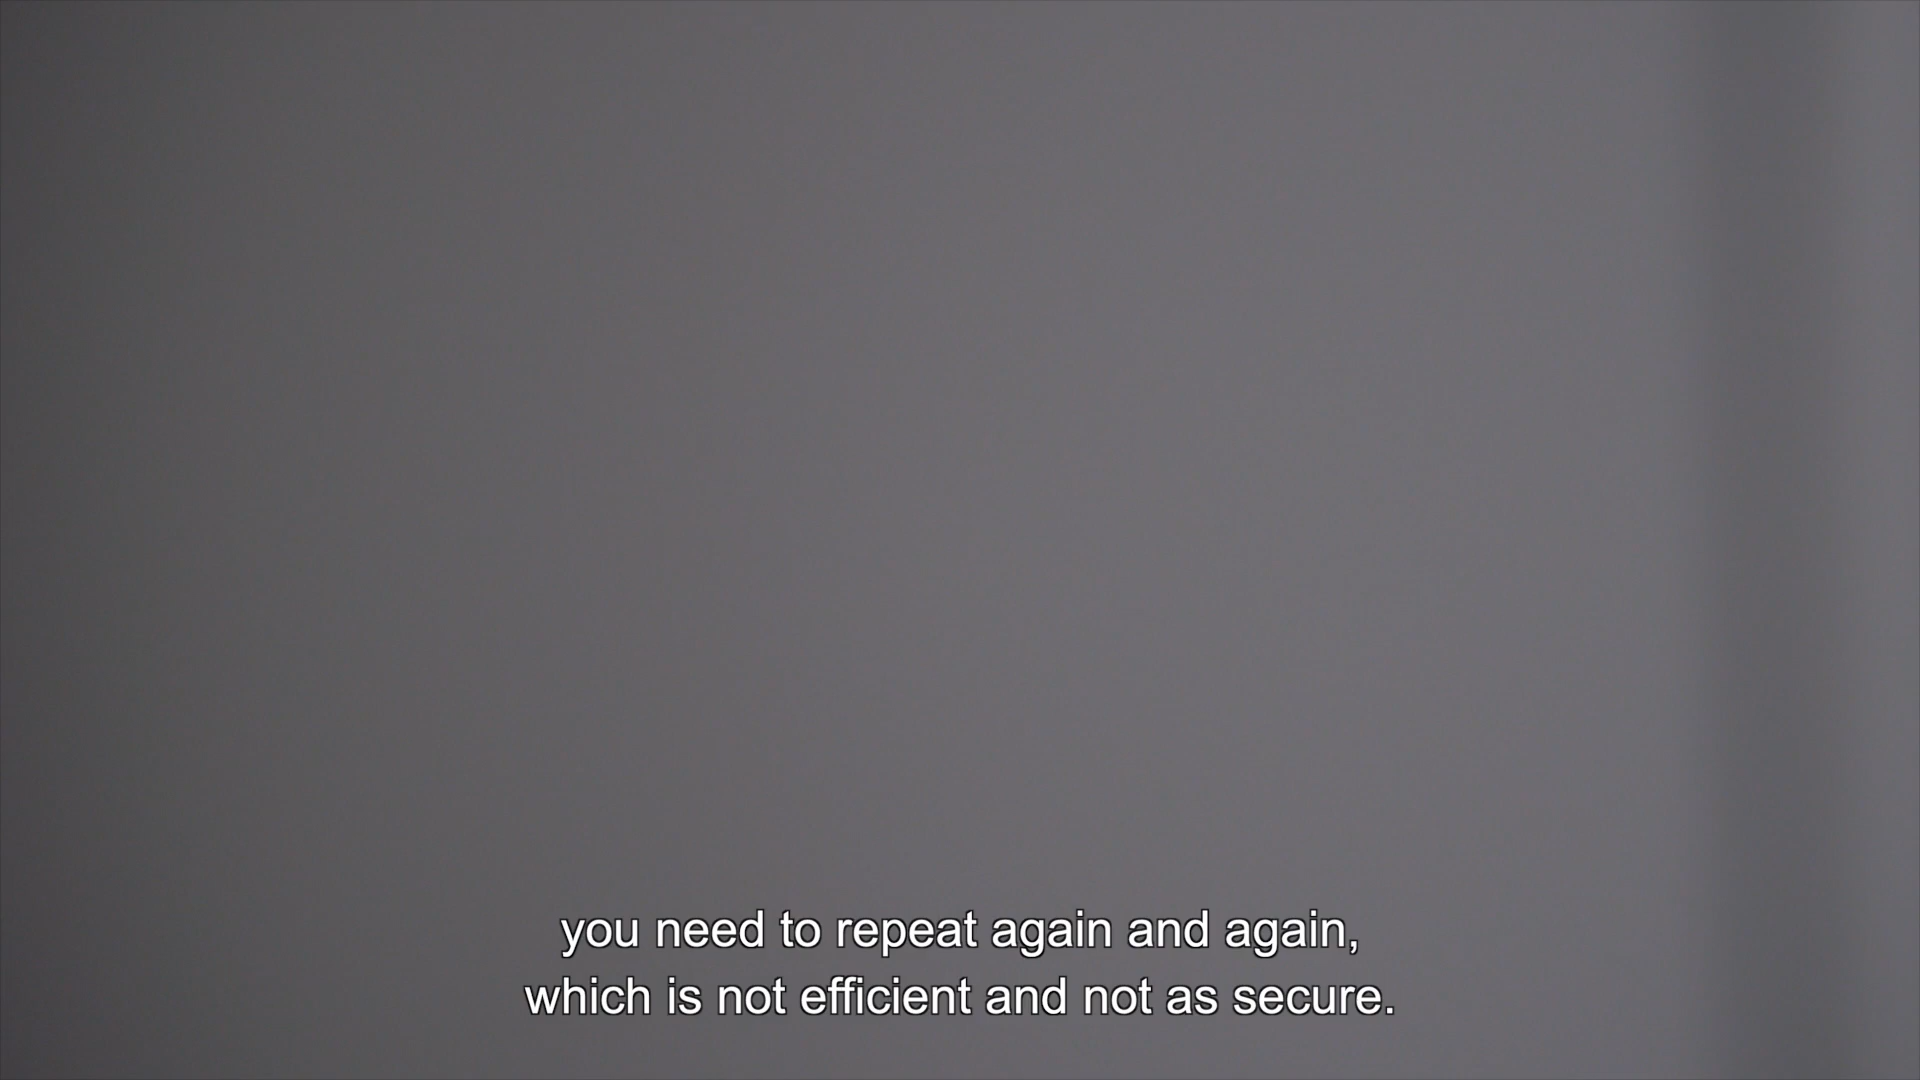 you need to repeat again and again,
which is not efficient and not as secure.